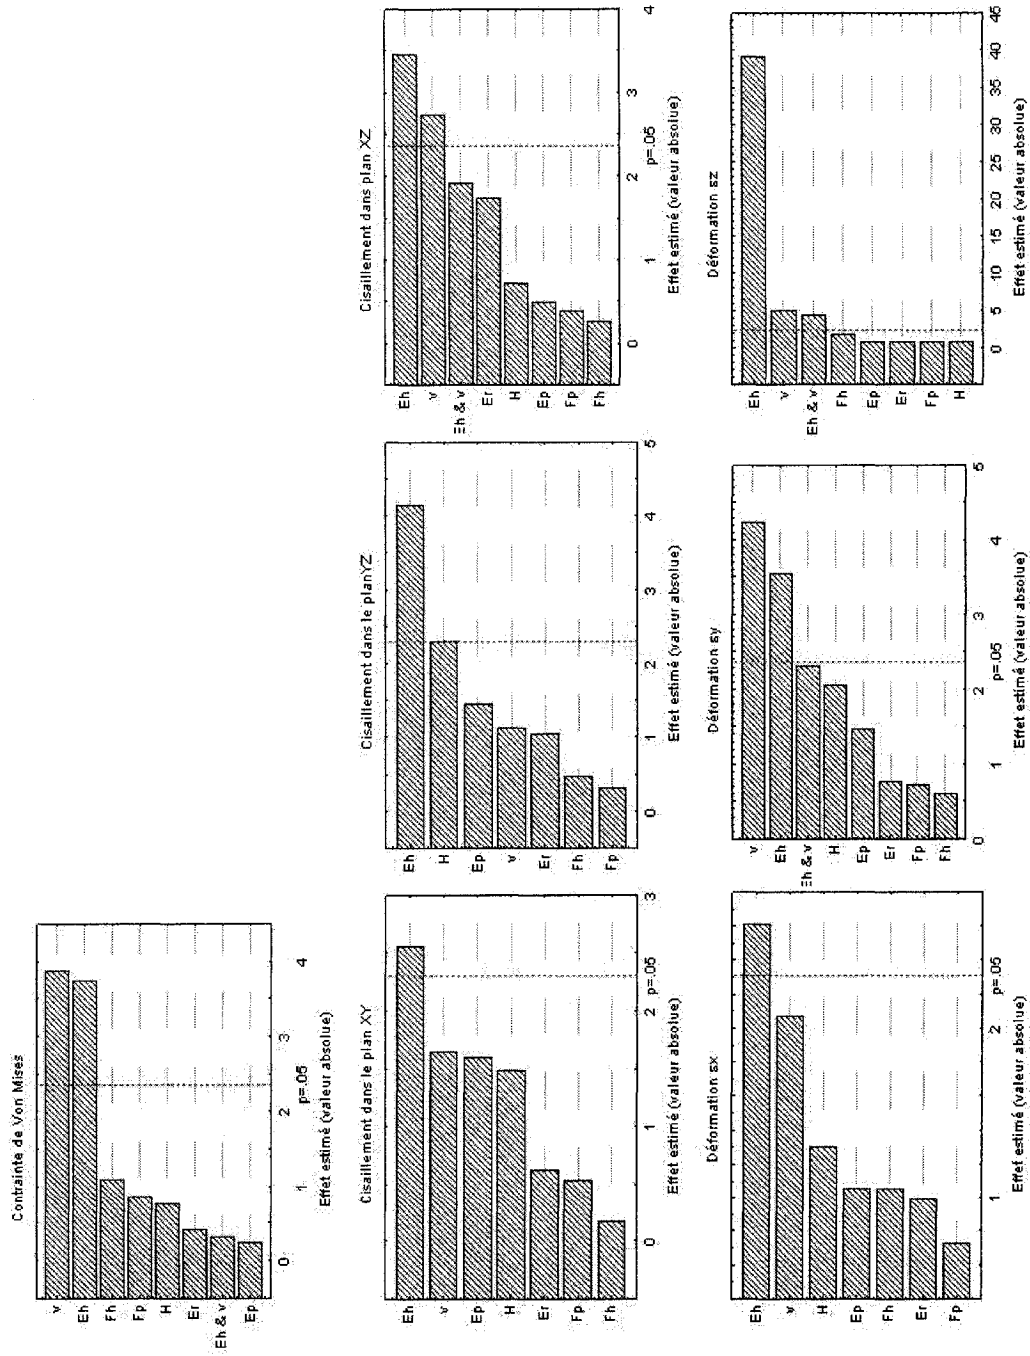 Contrainte de Von Mises
v
Eh
Fh
Fp
H
Er
Eh & v
Ep
0
1
2
p=.05
3
4
Effet estimé (valeur absolue)
Cisaillement dans le plan XY
Eh
v
Ep
H
Er
Fp
Fh
0
1
2
p=.05
3
Effet estimé (valeur absolue)
Cisaillement dans le planYZ
Eh
H
Ep
v
Er
Fh
Fp
0
1
2
3
4
5
Effet estimé (valeur absolue)
Cisaillement dans plan XZ
Eh
v
Eh & v
Er
H
Ep
Fp
Fh
0
1
2
p=.05
3
4
Effet estimé (valeur absolue)
Déformation εx
Eh
v
H
Ep
Fh
Er
Fp
1
2
p=.05
Effet estimé (valeur absolue)
Déformation εy
v
Eh
Eh & v
H
Ep
Er
Fp
Fh
0
1
2
p=.05
3
4
5
Effet estimé (valeur absolue)
Déformation εz
Eh
v
Eh & v
Fh
Ep
Er
Fp
H
0
5
10
15
20
25
30
35
40
45
Effet estimé (valeur absolue)